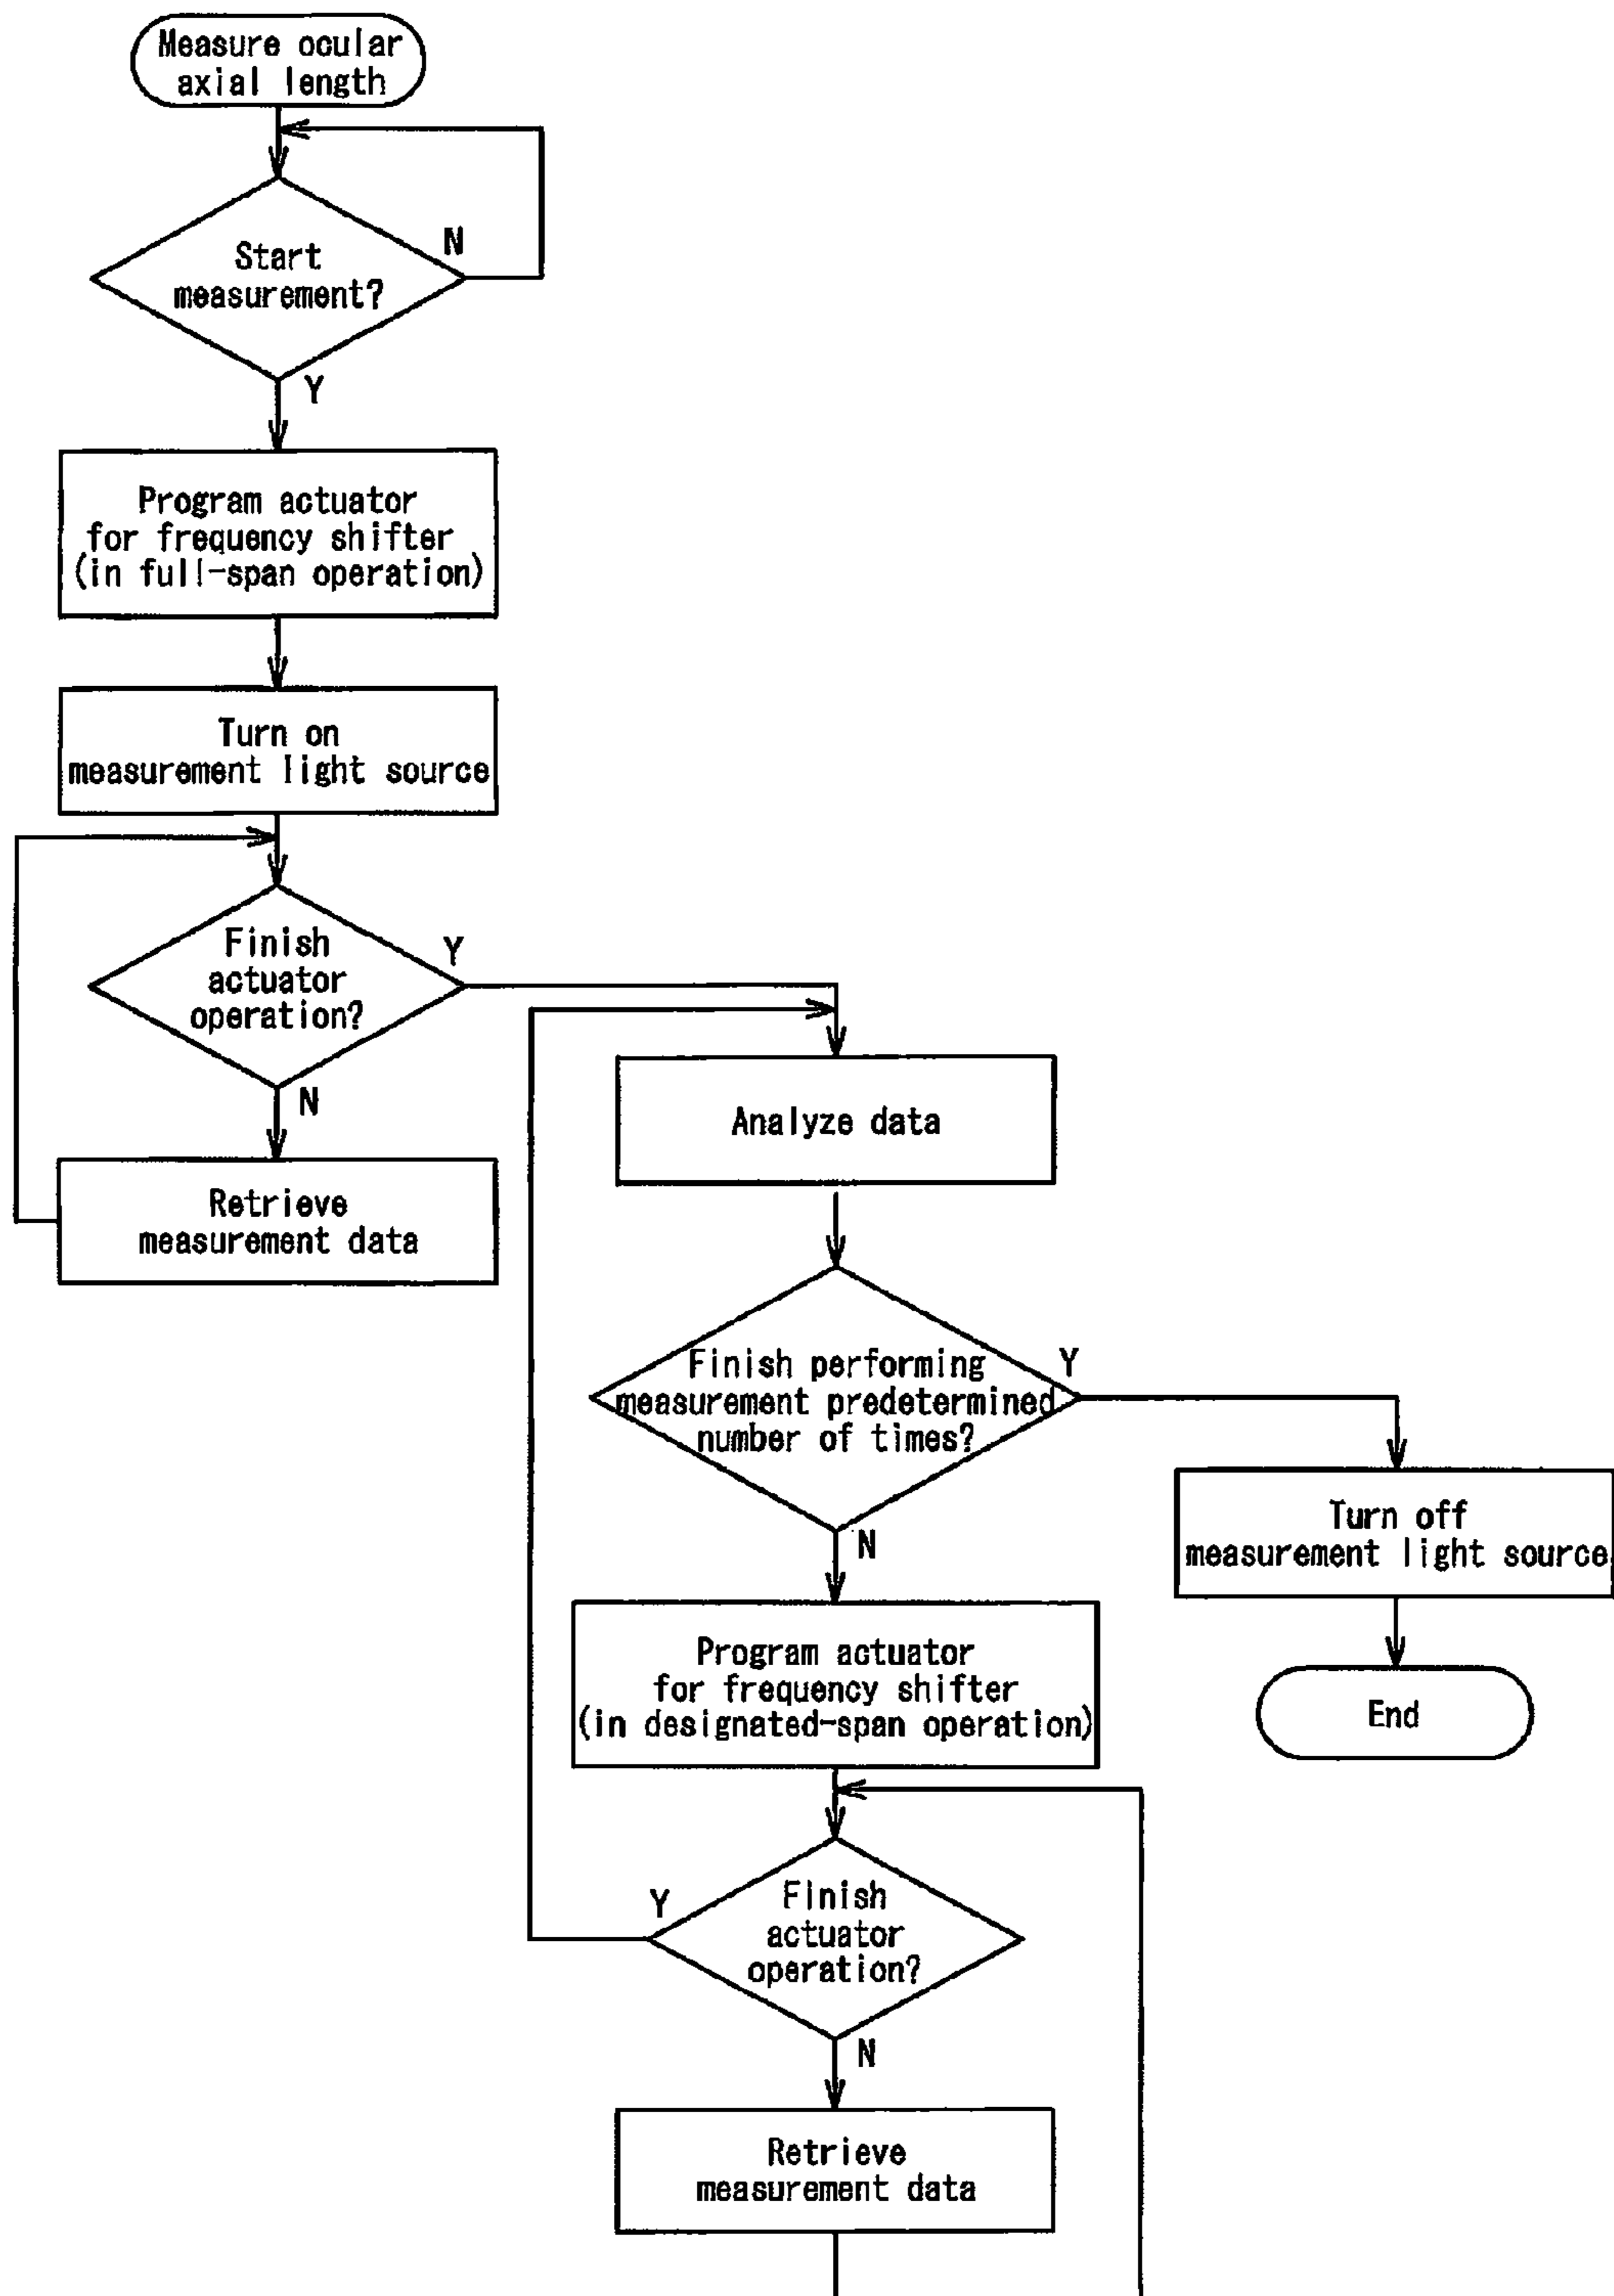 Measure ocular
axial length
Start
measurement?
N
Y
Program actuator
for frequency shifter
(in full-span operation)
Turn on
measurement light source
Finish
actuator
operation?
Y
N
Retrieve
measurement data
Analyze data
Finish performing
measurement predetermined
number of times?
Y
N
Turn off
measurement light source
End
Program actuator
for frequency shifter
(in designated-span operation)
Finish
actuator
operation?
Y
N
Retrieve
measurement data